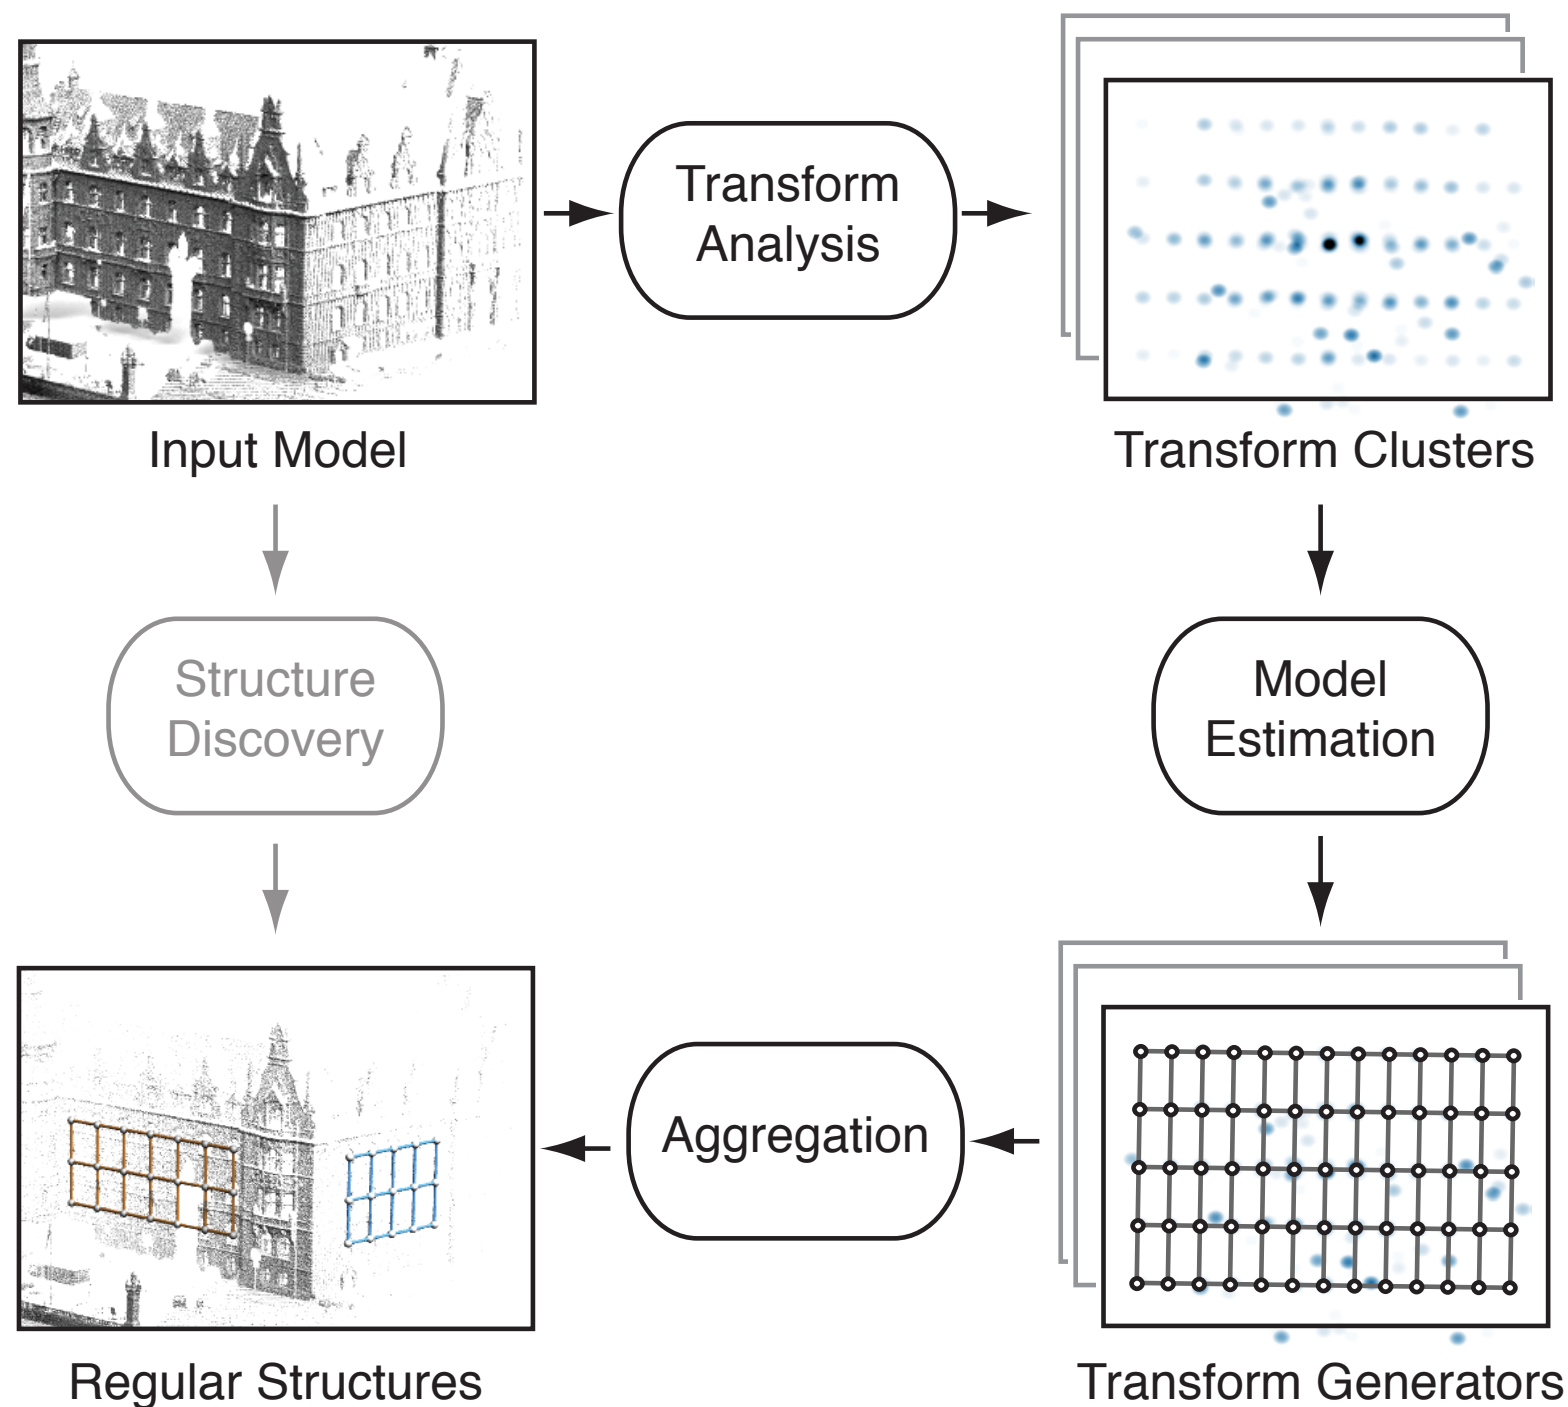 Transform
Analysis
Input Model
Transform Clusters
Structure
Discovery
Model
Estimation
Aggregation
Regular Structures
Transform Generators